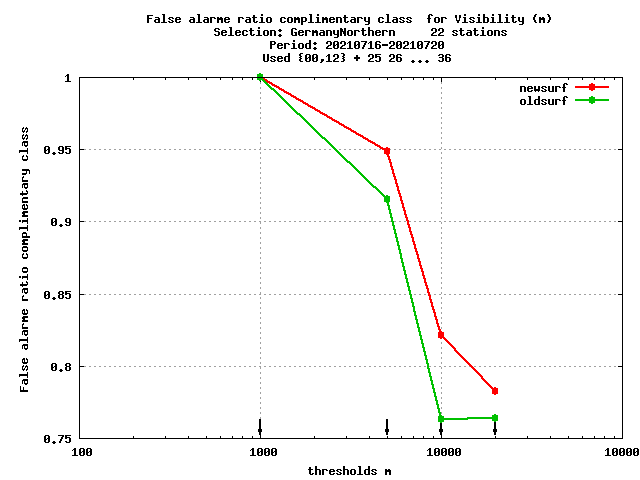 False alarme ratio complimentary class  for Visibility (m)
Selection: GermanyNorthern     22 stations
Period: 20210716-20210720
Used {00,12} + 25 26 ... 36
newsurf
oldsurf
1
0.95
0.9
0.85
0.8
0.75
False alarme ratio complimentary class
100
1000
10000
10000
thresholds m